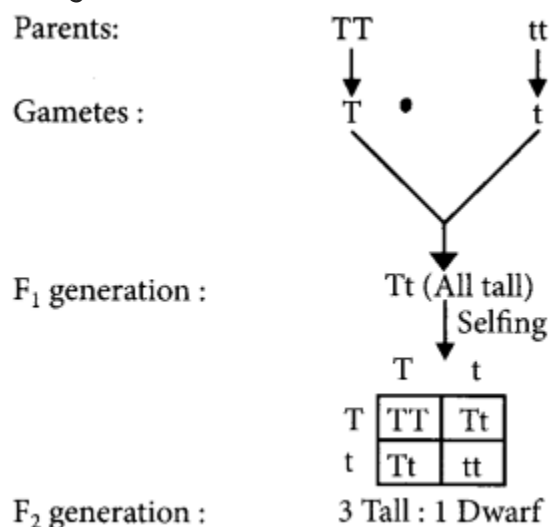 Parents: TT tt
Gametes : T t
F₁ generation : Tt (All tall)
Selfing
T t
T TT Tt
t Tt tt
F₂ generation : 3 Tall : 1 Dwarf